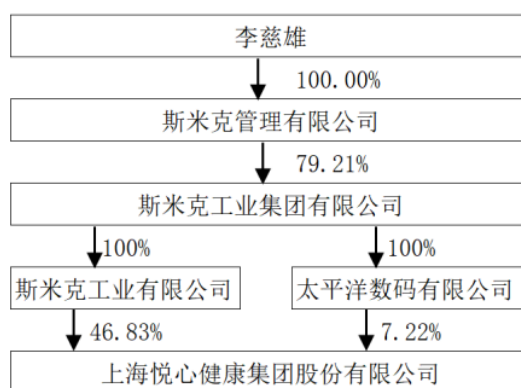 李慈雄
100.00%
斯米克管理有限公司
79.21%
斯米克工业集团有限公司
100%
100%
斯米克工业有限公司
太平洋数码有限公司
46.83%
7.22%
上海悦心健康集团股份有限公司